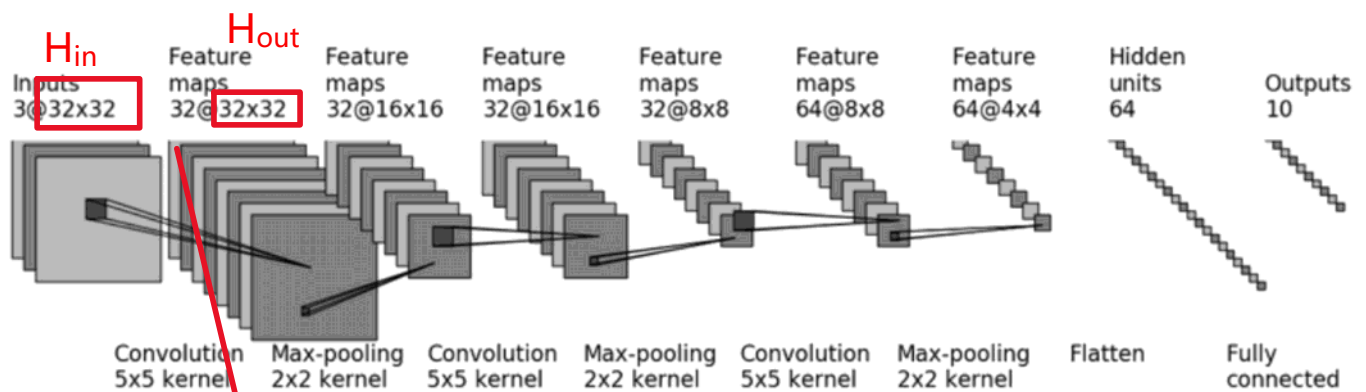 H_in
H_out
Inputs
3@32x32
Feature
maps
32@32x32
Feature
maps
32@16x16
Feature
maps
32@16x16
Feature
maps
32@8x8
Feature
maps
64@8x8
Feature
maps
64@4x4
Hidden
units
64
Outputs
10
Convolution
5x5 kernel
Max-pooling
2x2 kernel
Convolution
5x5 kernel
Max-pooling
2x2 kernel
Convolution
5x5 kernel
Max-pooling
2x2 kernel
Flatten
Fully
connected